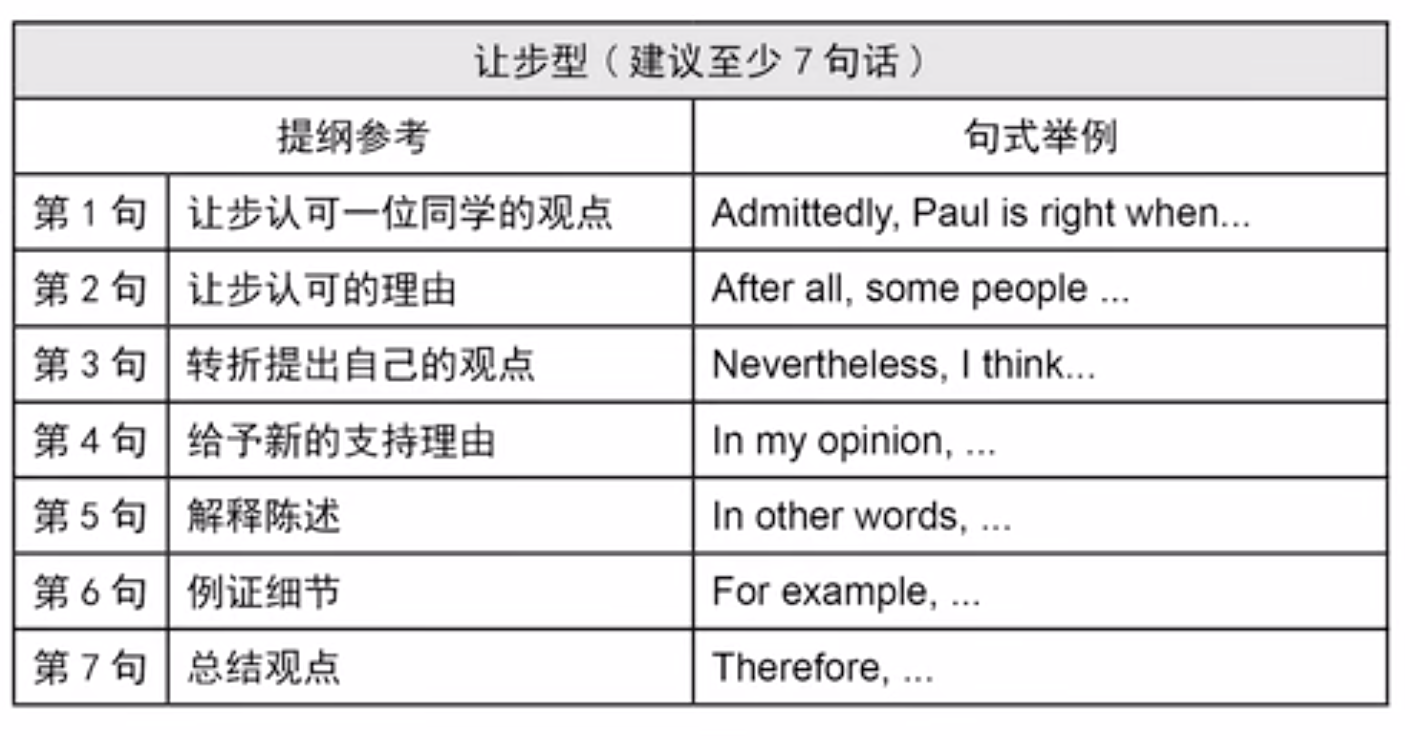 让步型（建议至少 7 句话）
提纲参考 句式举例
第 1 句 让步认可一位同学的观点 Admittedly, Paul is right when...
第 2 句 让步认可的理由 After all, some people ...
第 3 句 转折提出自己的观点 Nevertheless, I think...
第 4 句 给予新的支持理由 In my opinion, ...
第 5 句 解释陈述 In other words, ...
第 6 句 例证细节 For example, ...
第 7 句 总结观点 Therefore, ...